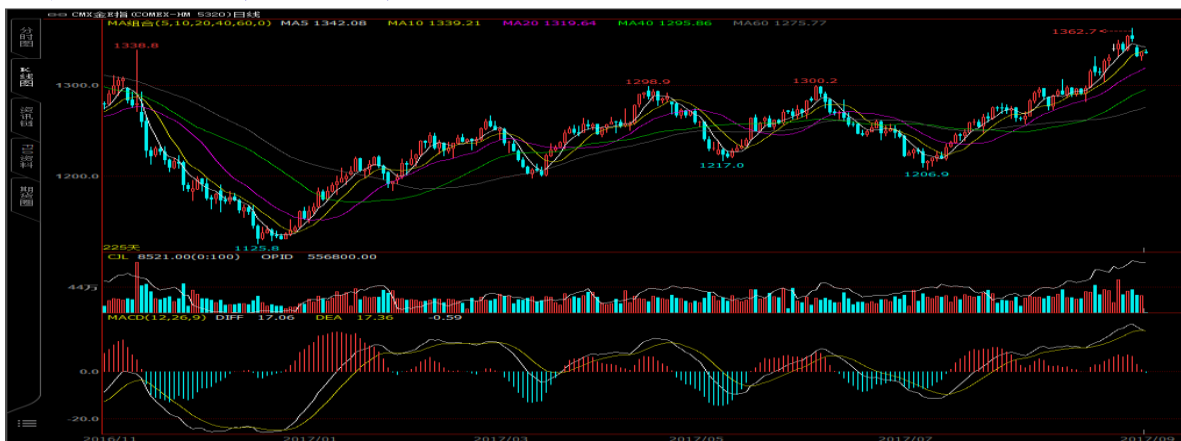 CMX金E指(COMEX-HM 5320)日线
MA组合(5,10,20,40,60,0) MA5 1342.08 MA10 1339.21 MA20 1319.64 MA40 1295.86 MA60 1275.77
分时图
K线图
资讯链
期货圈
1338.8
1362.7
1300.0
1298.9
1300.2
1217.0
1206.9
1200.0
1125.8
225天
CJL 8521.00(0:100) OPID 556800.00
44万
MACD(12,26,9) DIFF 17.06 DEA 17.36 -0.59
0.0
-20.0
2016/11 2017/01 2017/03 2017/05 2017/07 2017/09